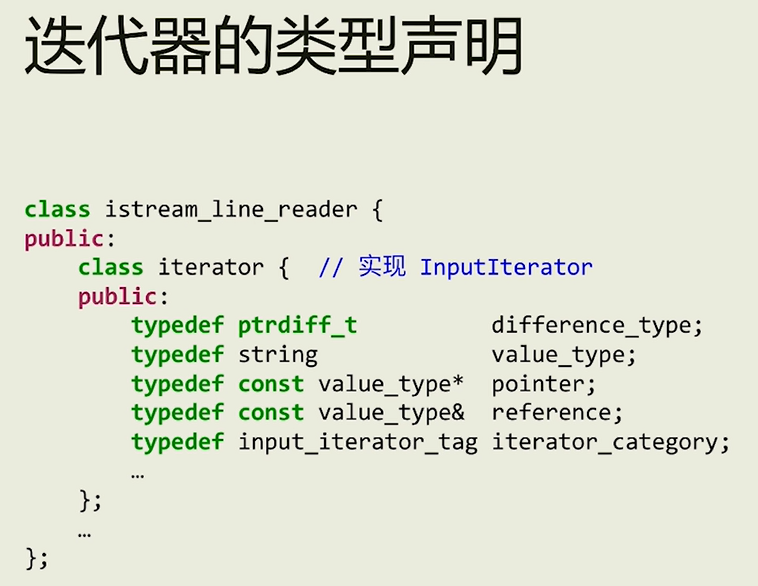 迭代器的类型声明
class istream_line_reader {
public:
    class iterator {  // 实现 InputIterator
    public:
        typedef ptrdiff_t          difference_type;
        typedef string             value_type;
        typedef const value_type*  pointer;
        typedef const value_type&  reference;
        typedef input_iterator_tag iterator_category;
        …
    };
    …
};